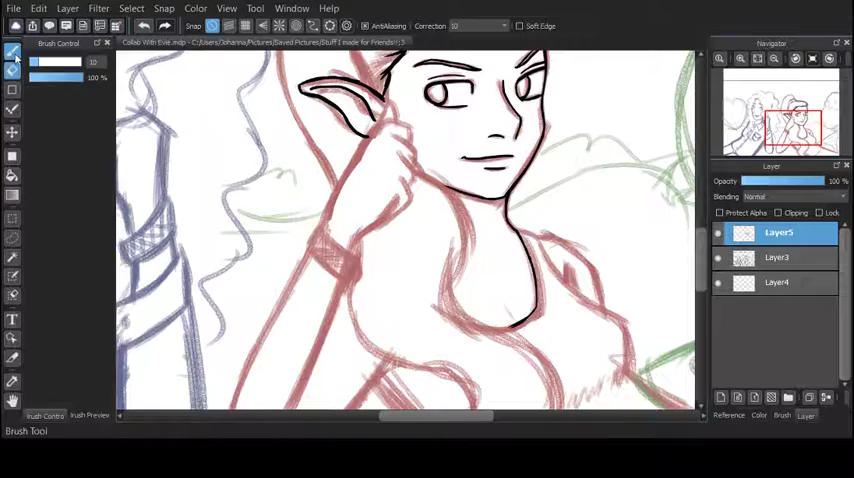 File Edit Layer Filter Select Snap Color View Tool Window Help
Snap AntiAliasing Correction 10 Soft Edge
Brush Control
Collab With Evie.mdp - C:/Users/Johanna/Pictures/Saved Pictures/Stuff I made for Friends!!;3
Navigator
10
100 %
Layer
Opacity 100 %
Blending Normal
Protect Alpha Clipping Lock
Layer5
Layer3
Layer4
Brush Preview
Reference Color Brush Layer
Brush Tool
T